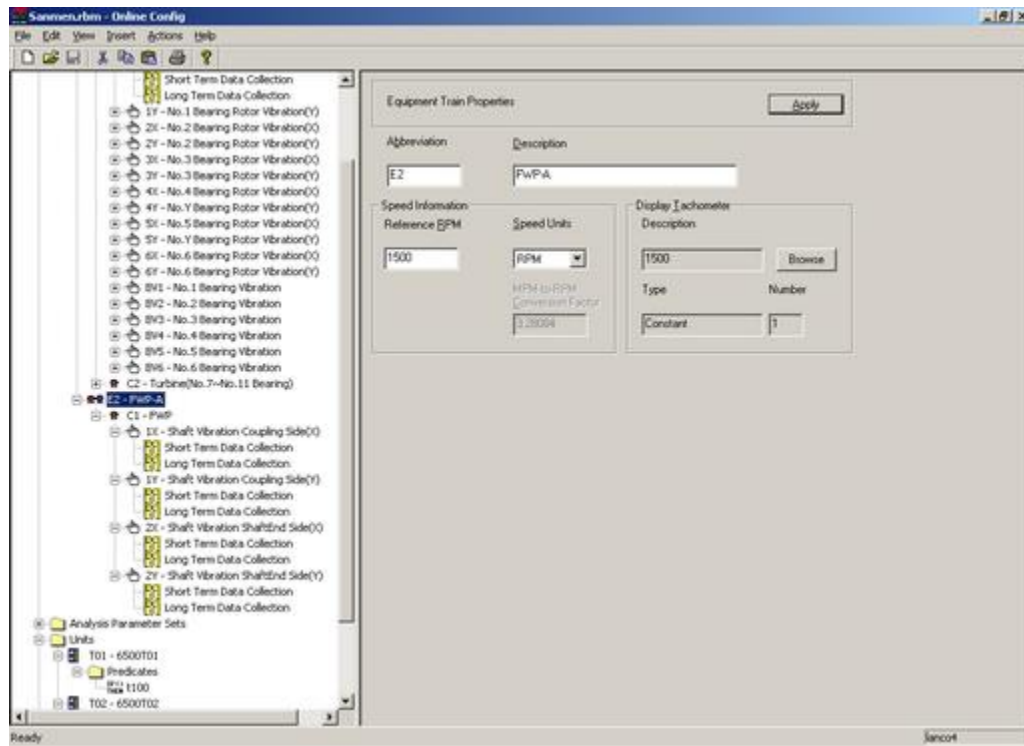 Sanmen.rbm - Online Config
File Edit View Insert Actions Help
Short Term Data Collection
Long Term Data Collection
1Y - No.1 Bearing Rotor Vibration(Y)
2X - No.2 Bearing Rotor Vibration(X)
2Y - No.2 Bearing Rotor Vibration(Y)
3X - No.3 Bearing Rotor Vibration(X)
3Y - No.3 Bearing Rotor Vibration(Y)
4X - No.4 Bearing Rotor Vibration(X)
4Y - No.Y Bearing Rotor Vibration(Y)
5X - No.5 Bearing Rotor Vibration(X)
5Y - No.Y Bearing Rotor Vibration(Y)
6X - No.6 Bearing Rotor Vibration(X)
6Y - No.6 Bearing Rotor Vibration(Y)
BV1 - No.1 Bearing Vibration
BV2 - No.2 Bearing Vibration
BV3 - No.3 Bearing Vibration
BV4 - No.4 Bearing Vibration
BV5 - No.5 Bearing Vibration
BV6 - No.6 Bearing Vibration
C2 - Turbine(No.7~No.11 Bearing)
E2 - FWP-A
C1 - FWP
1X - Shaft Vibration Coupling Side(X)
Short Term Data Collection
Long Term Data Collection
1Y - Shaft Vibration Coupling Side(Y)
Short Term Data Collection
Long Term Data Collection
2X - Shaft Vibration ShaftEnd Side(X)
Short Term Data Collection
Long Term Data Collection
2Y - Shaft Vibration ShaftEnd Side(Y)
Short Term Data Collection
Long Term Data Collection
Analysis Parameter Sets
Units
T01 - 6500T01
Predicates
t100
T02 - 6500T02
Equipment Train Properties
Apply
Abbreviation Description
E2 FWP-A
Speed Information
Reference RPM Speed Units
1500 RPM
MPM-to-RPM
Conversion Factor
3.28084
Display Tachometer
Description
1500 Browse
Type Number
Constant 1
Ready